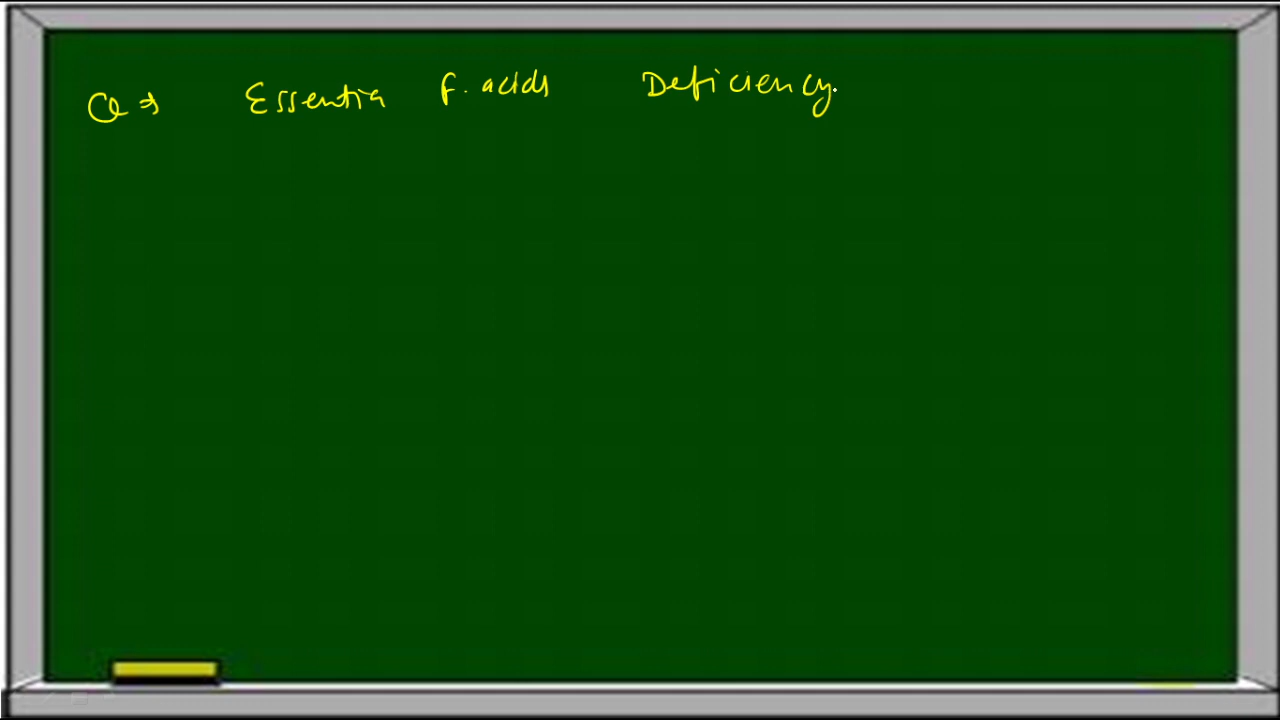 Q ⇒ Essentia F. acids Deficiency.